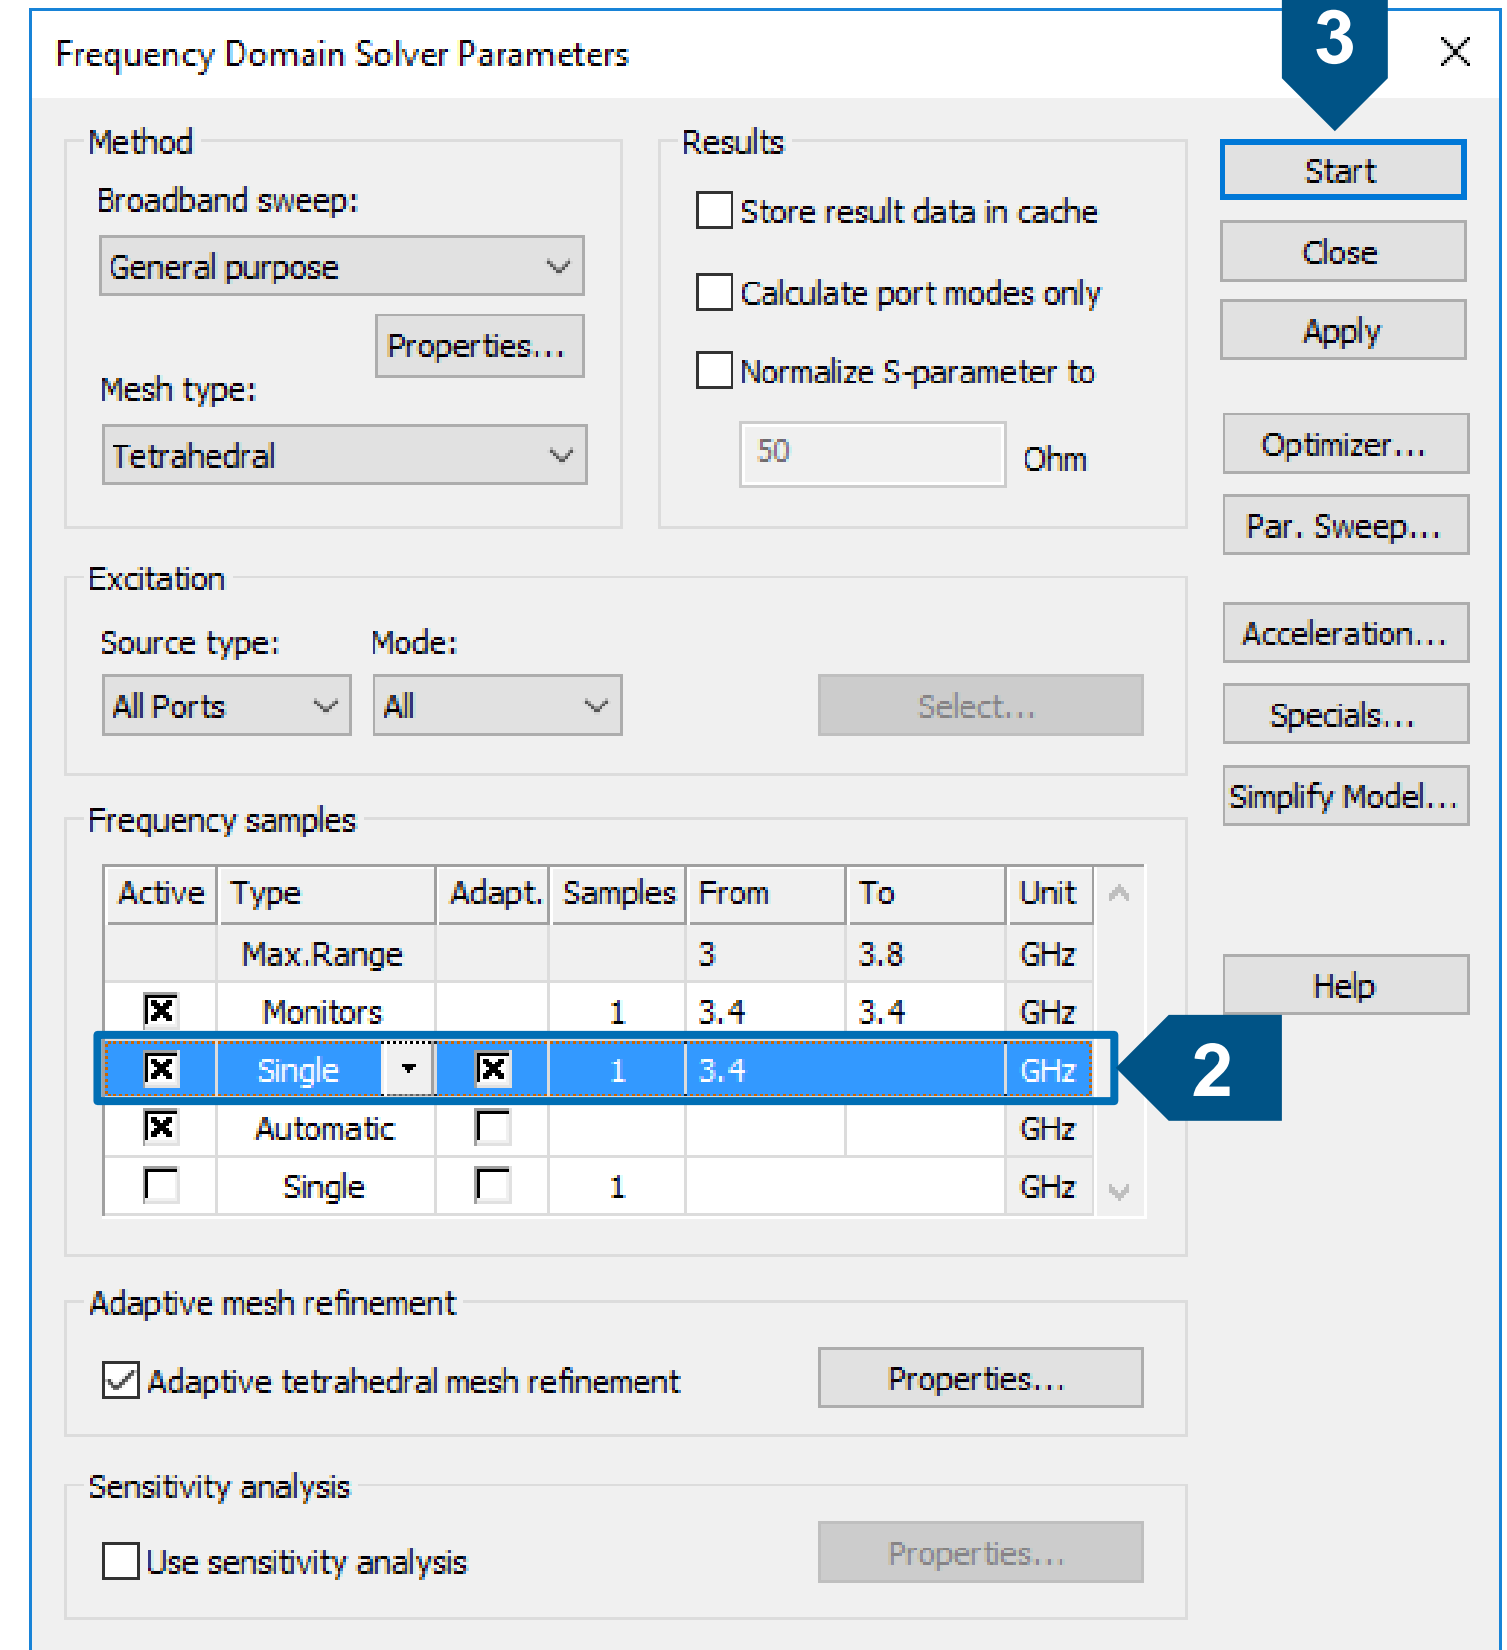 3
Frequency Domain Solver Parameters
Method
Broadband sweep:
General purpose
Properties...
Mesh type:
Tetrahedral
Results
Store result data in cache
Calculate port modes only
Normalize S-parameter to
50 Ohm
Start
Close
Apply
Optimizer...
Par. Sweep...
Acceleration...
Specials...
Simplify Model...
Help
Excitation
Source type: Mode:
All Ports All Select...
Frequency samples
Active Type Adapt. Samples From To Unit
Max.Range 3 3.8 GHz
Monitors 1 3.4 3.4 GHz
Single 1 3.4 GHz
2
Automatic GHz
Single 1 GHz
Adaptive mesh refinement
Adaptive tetrahedral mesh refinement Properties...
Sensitivity analysis
Use sensitivity analysis Properties...